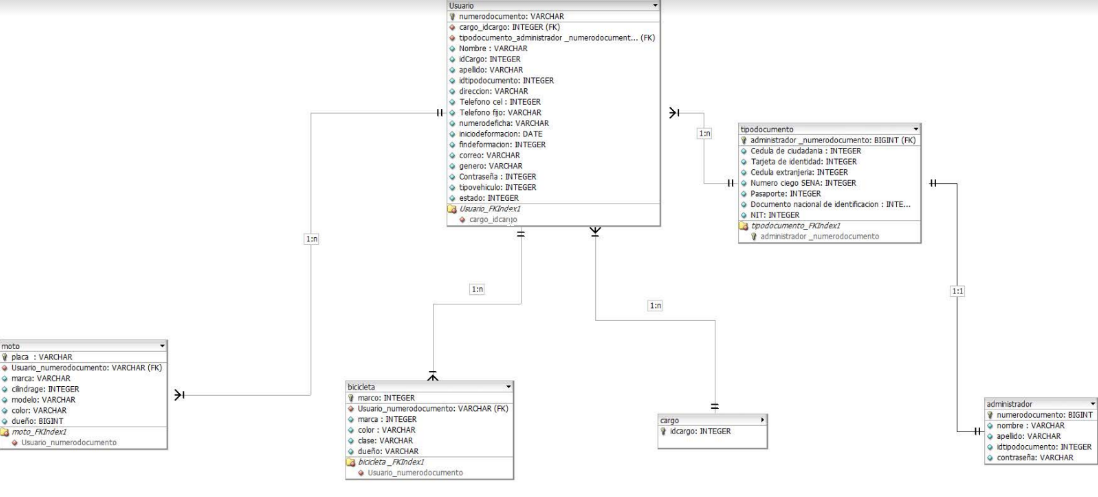 Usuario
numerodocumento: VARCHAR
cargo_idcargo: INTEGER (FK)
tipodocumento_administrador _numerodocument... (FK)
Nombre : VARCHAR
idCargo: INTEGER
apellido: VARCHAR
idtipodocumento: INTEGER
direccion: VARCHAR
Telefono cel : INTEGER
Telefono fijo: VARCHAR
numerodeficha: VARCHAR
iniciodeformacion: DATE
findeformacion: INTEGER
correo: VARCHAR
genero: VARCHAR
Contraseña : INTEGER
tipovehiculo: INTEGER
estado: INTEGER
Usuario_FKIndex1
cargo_idcargo
1:n
tipodocumento
administrador _numerodocumento: BIGINT (FK)
Cedula de ciudadania : INTEGER
Tarjeta de identidad: INTEGER
Cedula extranjeria: INTEGER
Numero ciego SENA: INTEGER
Pasaporte: INTEGER
Documento nacional de identificacion : INTE...
NIT: INTEGER
tipodocumento_FKIndex1
administrador _numerodocumento
1:n
1:n
1:n
1:1
moto
placa : VARCHAR
Usuario_numerodocumento: VARCHAR (FK)
marca: VARCHAR
cilindrage: INTEGER
modelo: VARCHAR
color: VARCHAR
dueño: BIGINT
moto_FKIndex1
Usuario_numerodocumento
bicicleta
marco: INTEGER
Usuario_numerodocumento: VARCHAR (FK)
marca : INTEGER
color : VARCHAR
clase: VARCHAR
dueño: VARCHAR
bicicleta _FKIndex1
Usuario_numerodocumento
cargo
idcargo: INTEGER
administrador
numerodocumento: BIGINT
nombre : VARCHAR
apellido: VARCHAR
idtipodocumento: INTEGER
contraseña: VARCHAR